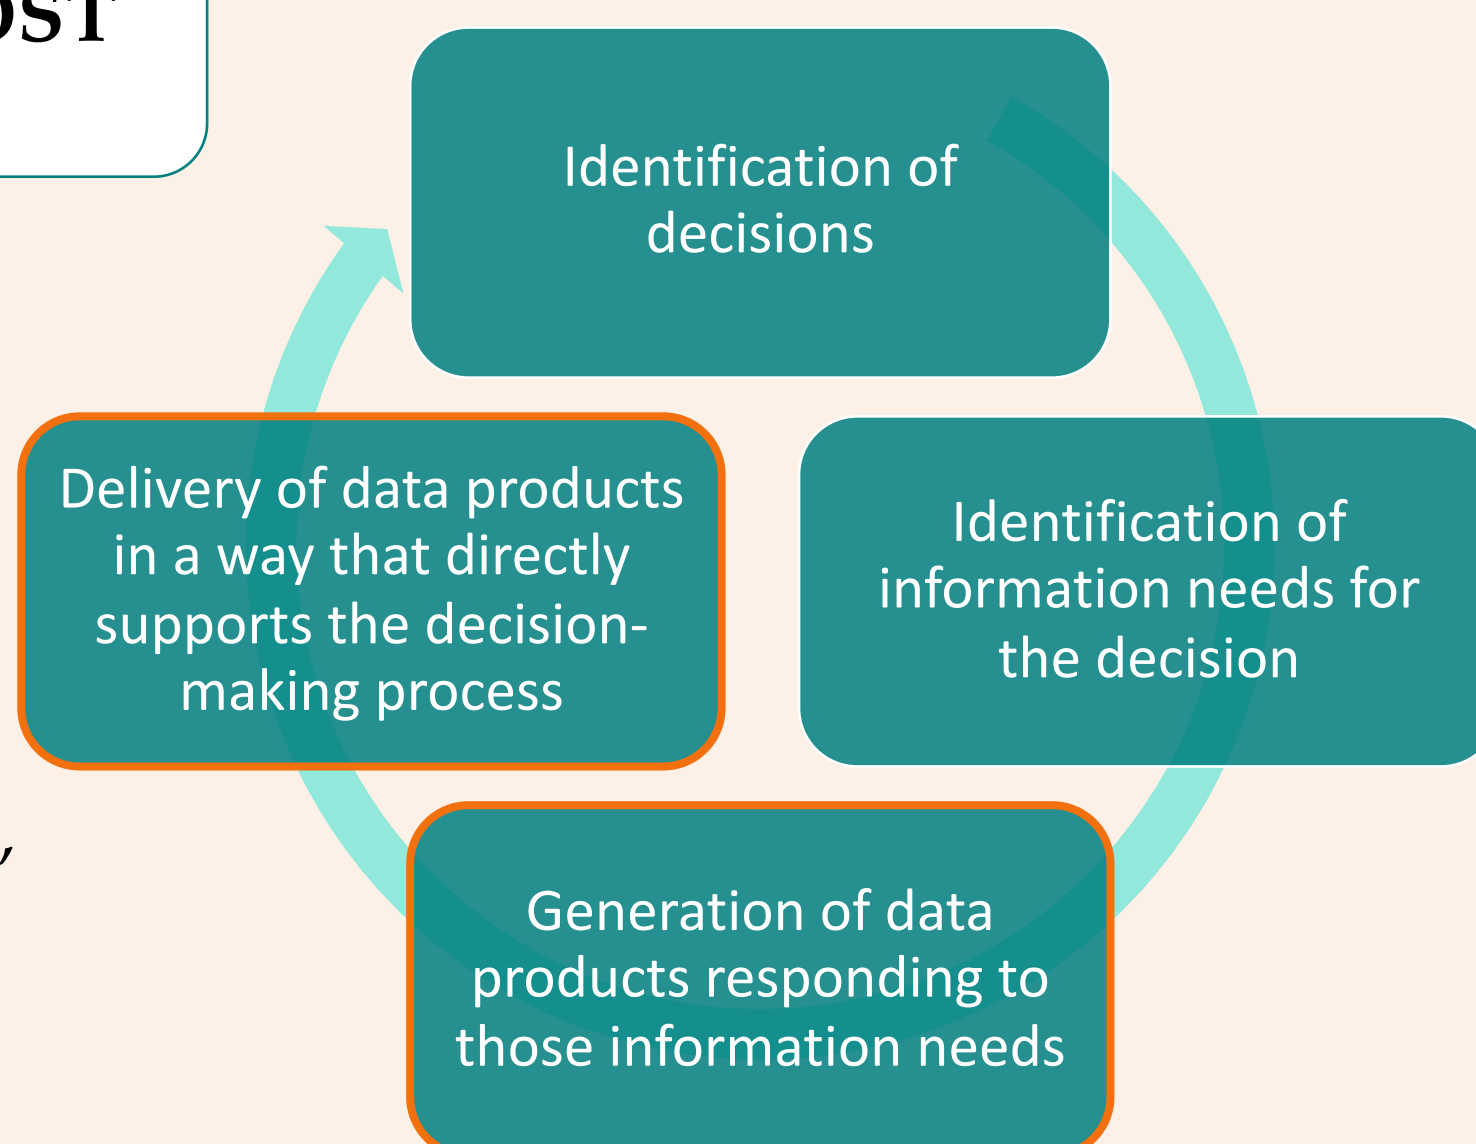 Identification of
decisions
Identification of
information needs for
the decision
Generation of data
products responding to
those information needs
Delivery of data products
in a way that directly
supports the decision-
making process